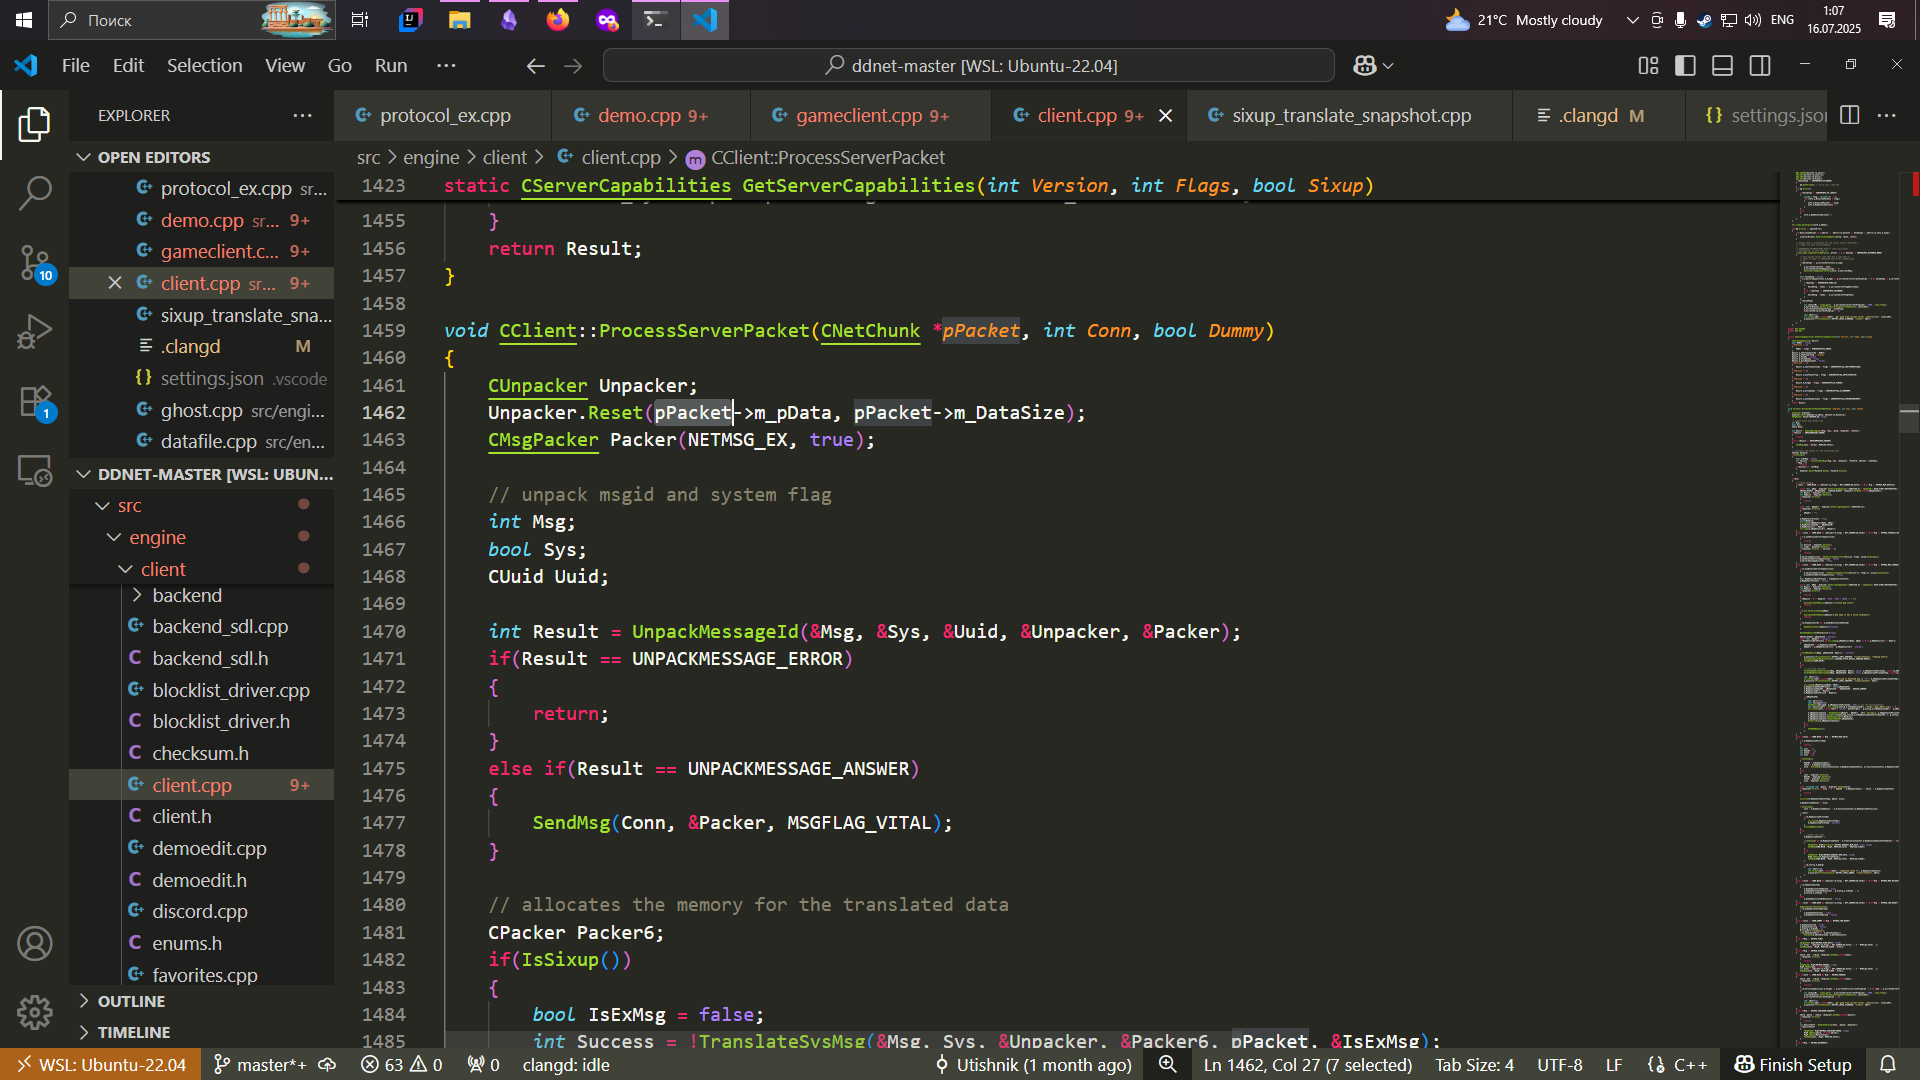 Поиск
21°C Mostly cloudy
ENG
1:07
16.07.2025
File Edit Selection View Go Run ···
ddnet-master [WSL: Ubuntu-22.04]
EXPLORER
protocol_ex.cpp
demo.cpp 9+
gameclient.cpp 9+
client.cpp 9+
sixup_translate_snapshot.cpp
.clangd M
{} settings.json
src > engine > client > client.cpp > CClient::ProcessServerPacket
OPEN EDITORS
protocol_ex.cpp sr...
demo.cpp sr... 9+
gameclient.c... 9+
client.cpp sr... 9+
sixup_translate_sna...
.clangd M
{} settings.json .vscode
ghost.cpp src/engi...
datafile.cpp src/en...
DDNET-MASTER [WSL: UBUN...
src
engine
client
backend
backend_sdl.cpp
backend_sdl.h
blocklist_driver.cpp
blocklist_driver.h
checksum.h
client.cpp 9+
client.h
demoedit.cpp
demoedit.h
discord.cpp
enums.h
favorites.cpp
OUTLINE
TIMELINE
10
1
1423 static CServerCapabilities GetServerCapabilities(int Version, int Flags, bool Sixup)
1455 }
1456 return Result;
1457 }
1458
1459 void CClient::ProcessServerPacket(CNetChunk *pPacket, int Conn, bool Dummy)
1460 {
1461 CUnpacker Unpacker;
1462 Unpacker.Reset(pPacket->m_pData, pPacket->m_DataSize);
1463 CMsgPacker Packer(NETMSG_EX, true);
1464
1465 // unpack msgid and system flag
1466 int Msg;
1467 bool Sys;
1468 CUuid Uuid;
1469
1470 int Result = UnpackMessageId(&Msg, &Sys, &Uuid, &Unpacker, &Packer);
1471 if(Result == UNPACKMESSAGE_ERROR)
1472 {
1473 return;
1474 }
1475 else if(Result == UNPACKMESSAGE_ANSWER)
1476 {
1477 SendMsg(Conn, &Packer, MSGFLAG_VITAL);
1478 }
1479
1480 // allocates the memory for the translated data
1481 CPacker Packer6;
1482 if(IsSixup())
1483 {
1484 bool IsExMsg = false;
1485 int Success = !TranslateSysMsg(&Msg, Sys, &Unpacker, &Packer6, pPacket, &IsExMsg);
WSL: Ubuntu-22.04
master*+
63 0
0
clangd: idle
Utishnik (1 month ago)
Ln 1462, Col 27 (7 selected)
Tab Size: 4
UTF-8
LF
{} C++
Finish Setup